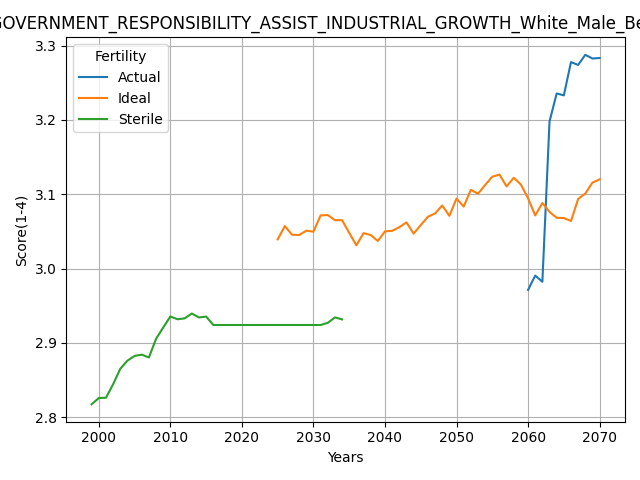 GOVERNMENT_RESPONSIBILITY_ASSIST_INDUSTRIAL_GROWTH_White_Male_Be
Fertility
Actual
Ideal
Sterile
Score(1-4)
3.3
3.2
3.1
3.0
2.9
2.8
2000 2010 2020 2030 2040 2050 2060 2070
Years